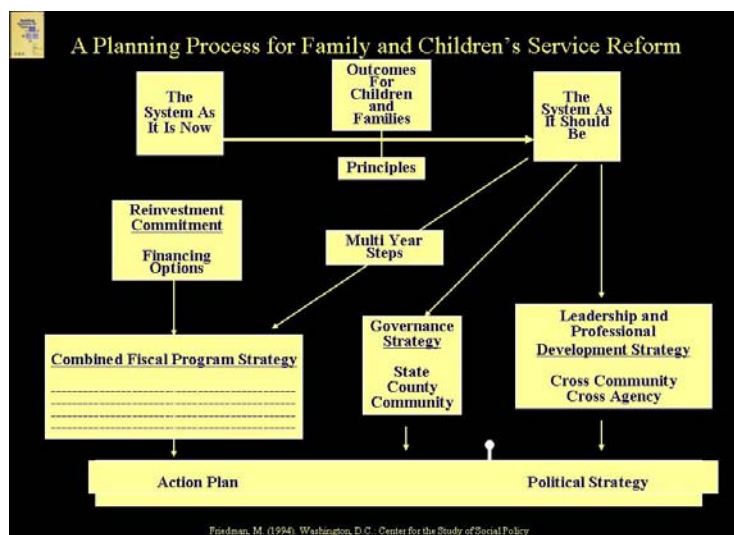 A Planning Process for Family and Children's Service Reform
The
System As
It Is Now
Outcomes
For
Children
and
Families
The
System As
It Should
Be
Principles
Reinvestment
Commitment
Financing
Options
Multi Year
Steps
Combined Fiscal Program Strategy
Governance
Strategy
State
County
Community
Leadership and
Professional
Development Strategy
Cross Community
Cross Agency
Action Plan
Political Strategy
Friedman, M. (1994). Washington, D.C.: Center for the Study of Social Policy